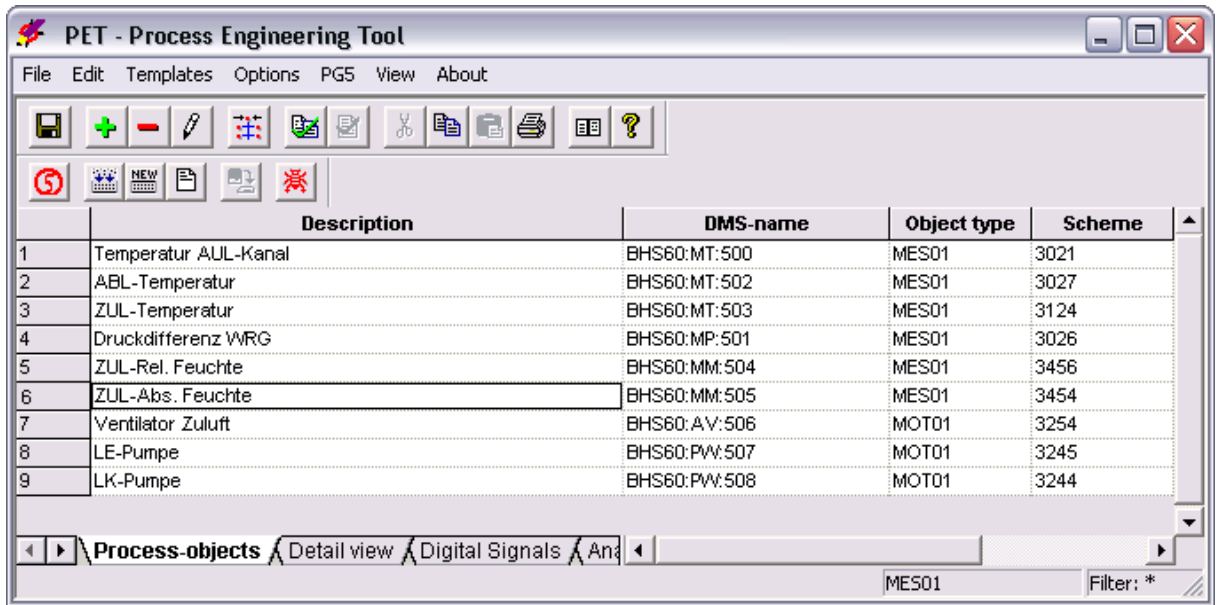 PET - Process Engineering Tool
File Edit Templates Options PG5 View About
NEW
Description DMS-name Object type Scheme
1 Temperatur AUL-Kanal BHS60:MT:500 MES01 3021
2 ABL-Temperatur BHS60:MT:502 MES01 3027
3 ZUL-Temperatur BHS60:MT:503 MES01 3124
4 Druckdifferenz WRG BHS60:MP:501 MES01 3026
5 ZUL-Rel. Feuchte BHS60:MM:504 MES01 3456
6 ZUL-Abs. Feuchte BHS60:MM:505 MES01 3454
7 Ventilator Zuluft BHS60:AV:506 MOT01 3254
8 LE-Pumpe BHS60:PW:507 MOT01 3245
9 LK-Pumpe BHS60:PW:508 MOT01 3244
Process-objects Detail view Digital Signals Ana
MES01 Filter: *